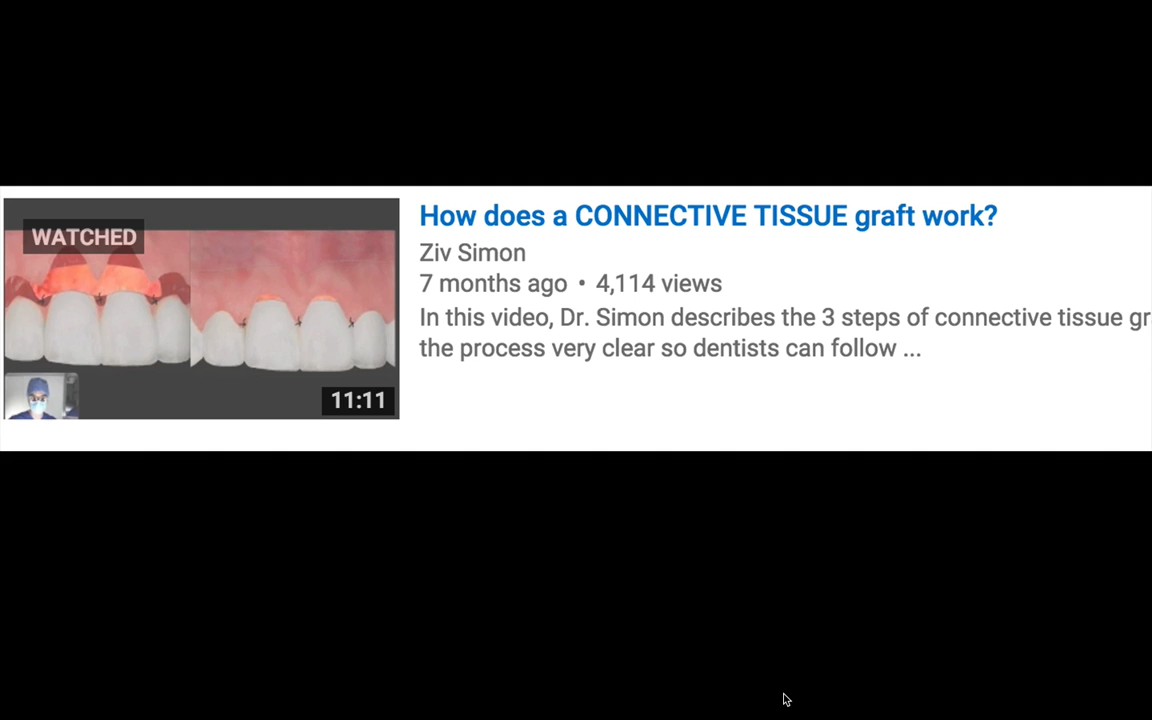 WATCHED
11:11
How does a CONNECTIVE TISSUE graft work?
Ziv Simon
7 months ago • 4,114 views
In this video, Dr. Simon describes the 3 steps of connective tissue
the process very clear so dentists can follow ...